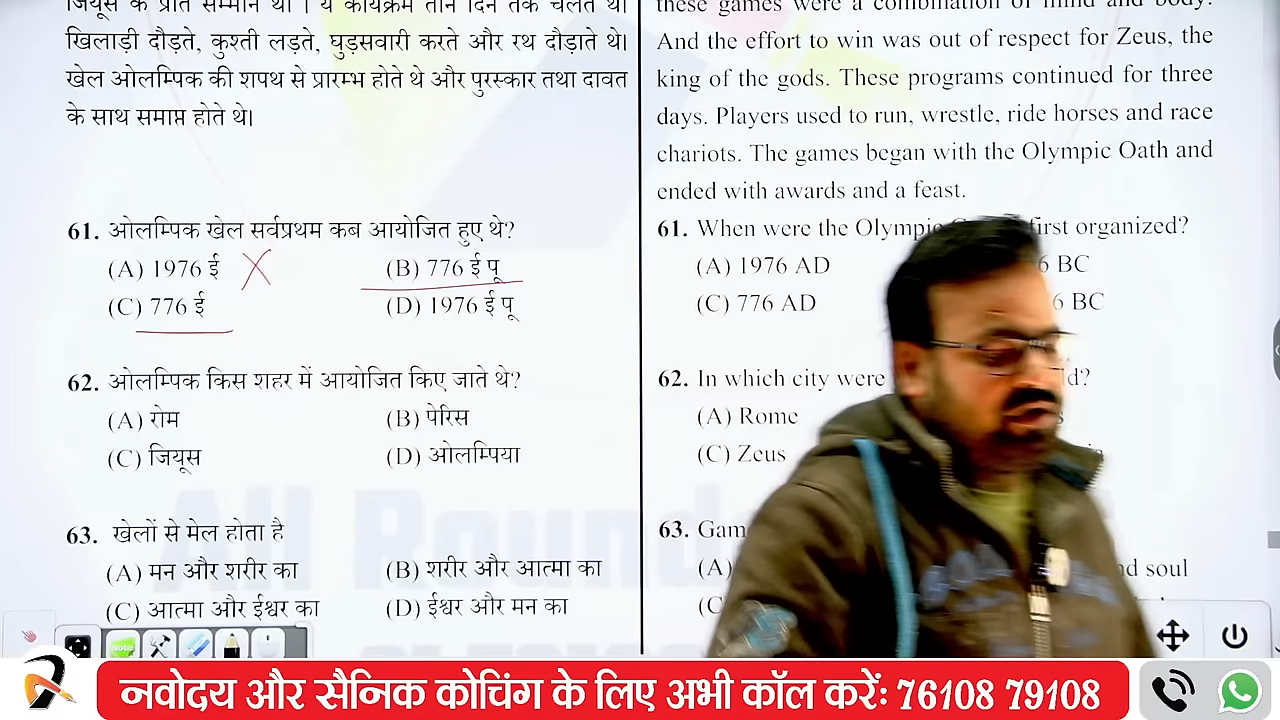 जियूस के प्रति सम्मान था। ये कार्यक्रम तीन दिन तक चलते थे।
खिलाड़ी दौड़ते, कुश्ती लड़ते, घुड़सवारी करते और रथ दौड़ाते थे।
खेल ओलम्पिक की शपथ से प्रारम्भ होते थे और पुरस्कार तथा दावत
के साथ समाप्त होते थे।
61. ओलम्पिक खेल सर्वप्रथम कब आयोजित हुए थे?
(A) 1976 ई (B) 776 ई पू
(C) 776 ई (D) 1976 ई पू
62. ओलम्पिक किस शहर में आयोजित किए जाते थे?
(A) रोम (B) पेरिस
(C) जियूस (D) ओलम्पिया
63. खेलों से मेल होता है
(A) मन और शरीर का (B) शरीर और आत्मा का
(C) आत्मा और ईश्वर का (D) ईश्वर और मन का
these games were a combination of mind and body.
And the effort to win was out of respect for Zeus, the
king of the gods. These programs continued for three
days. Players used to run, wrestle, ride horses and race
chariots. The games began with the Olympic Oath and
ended with awards and a feast.
61. When were the Olympic first organized?
(A) 1976 AD 6 BC
(C) 776 AD 6 BC
62. In which city were d?
(A) Rome
(C) Zeus
63. Gam
(A) nd soul
(C
All Round
Note
नवोदय और सैनिक कोचिंग के लिए अभी कॉल करें: 76108 79108